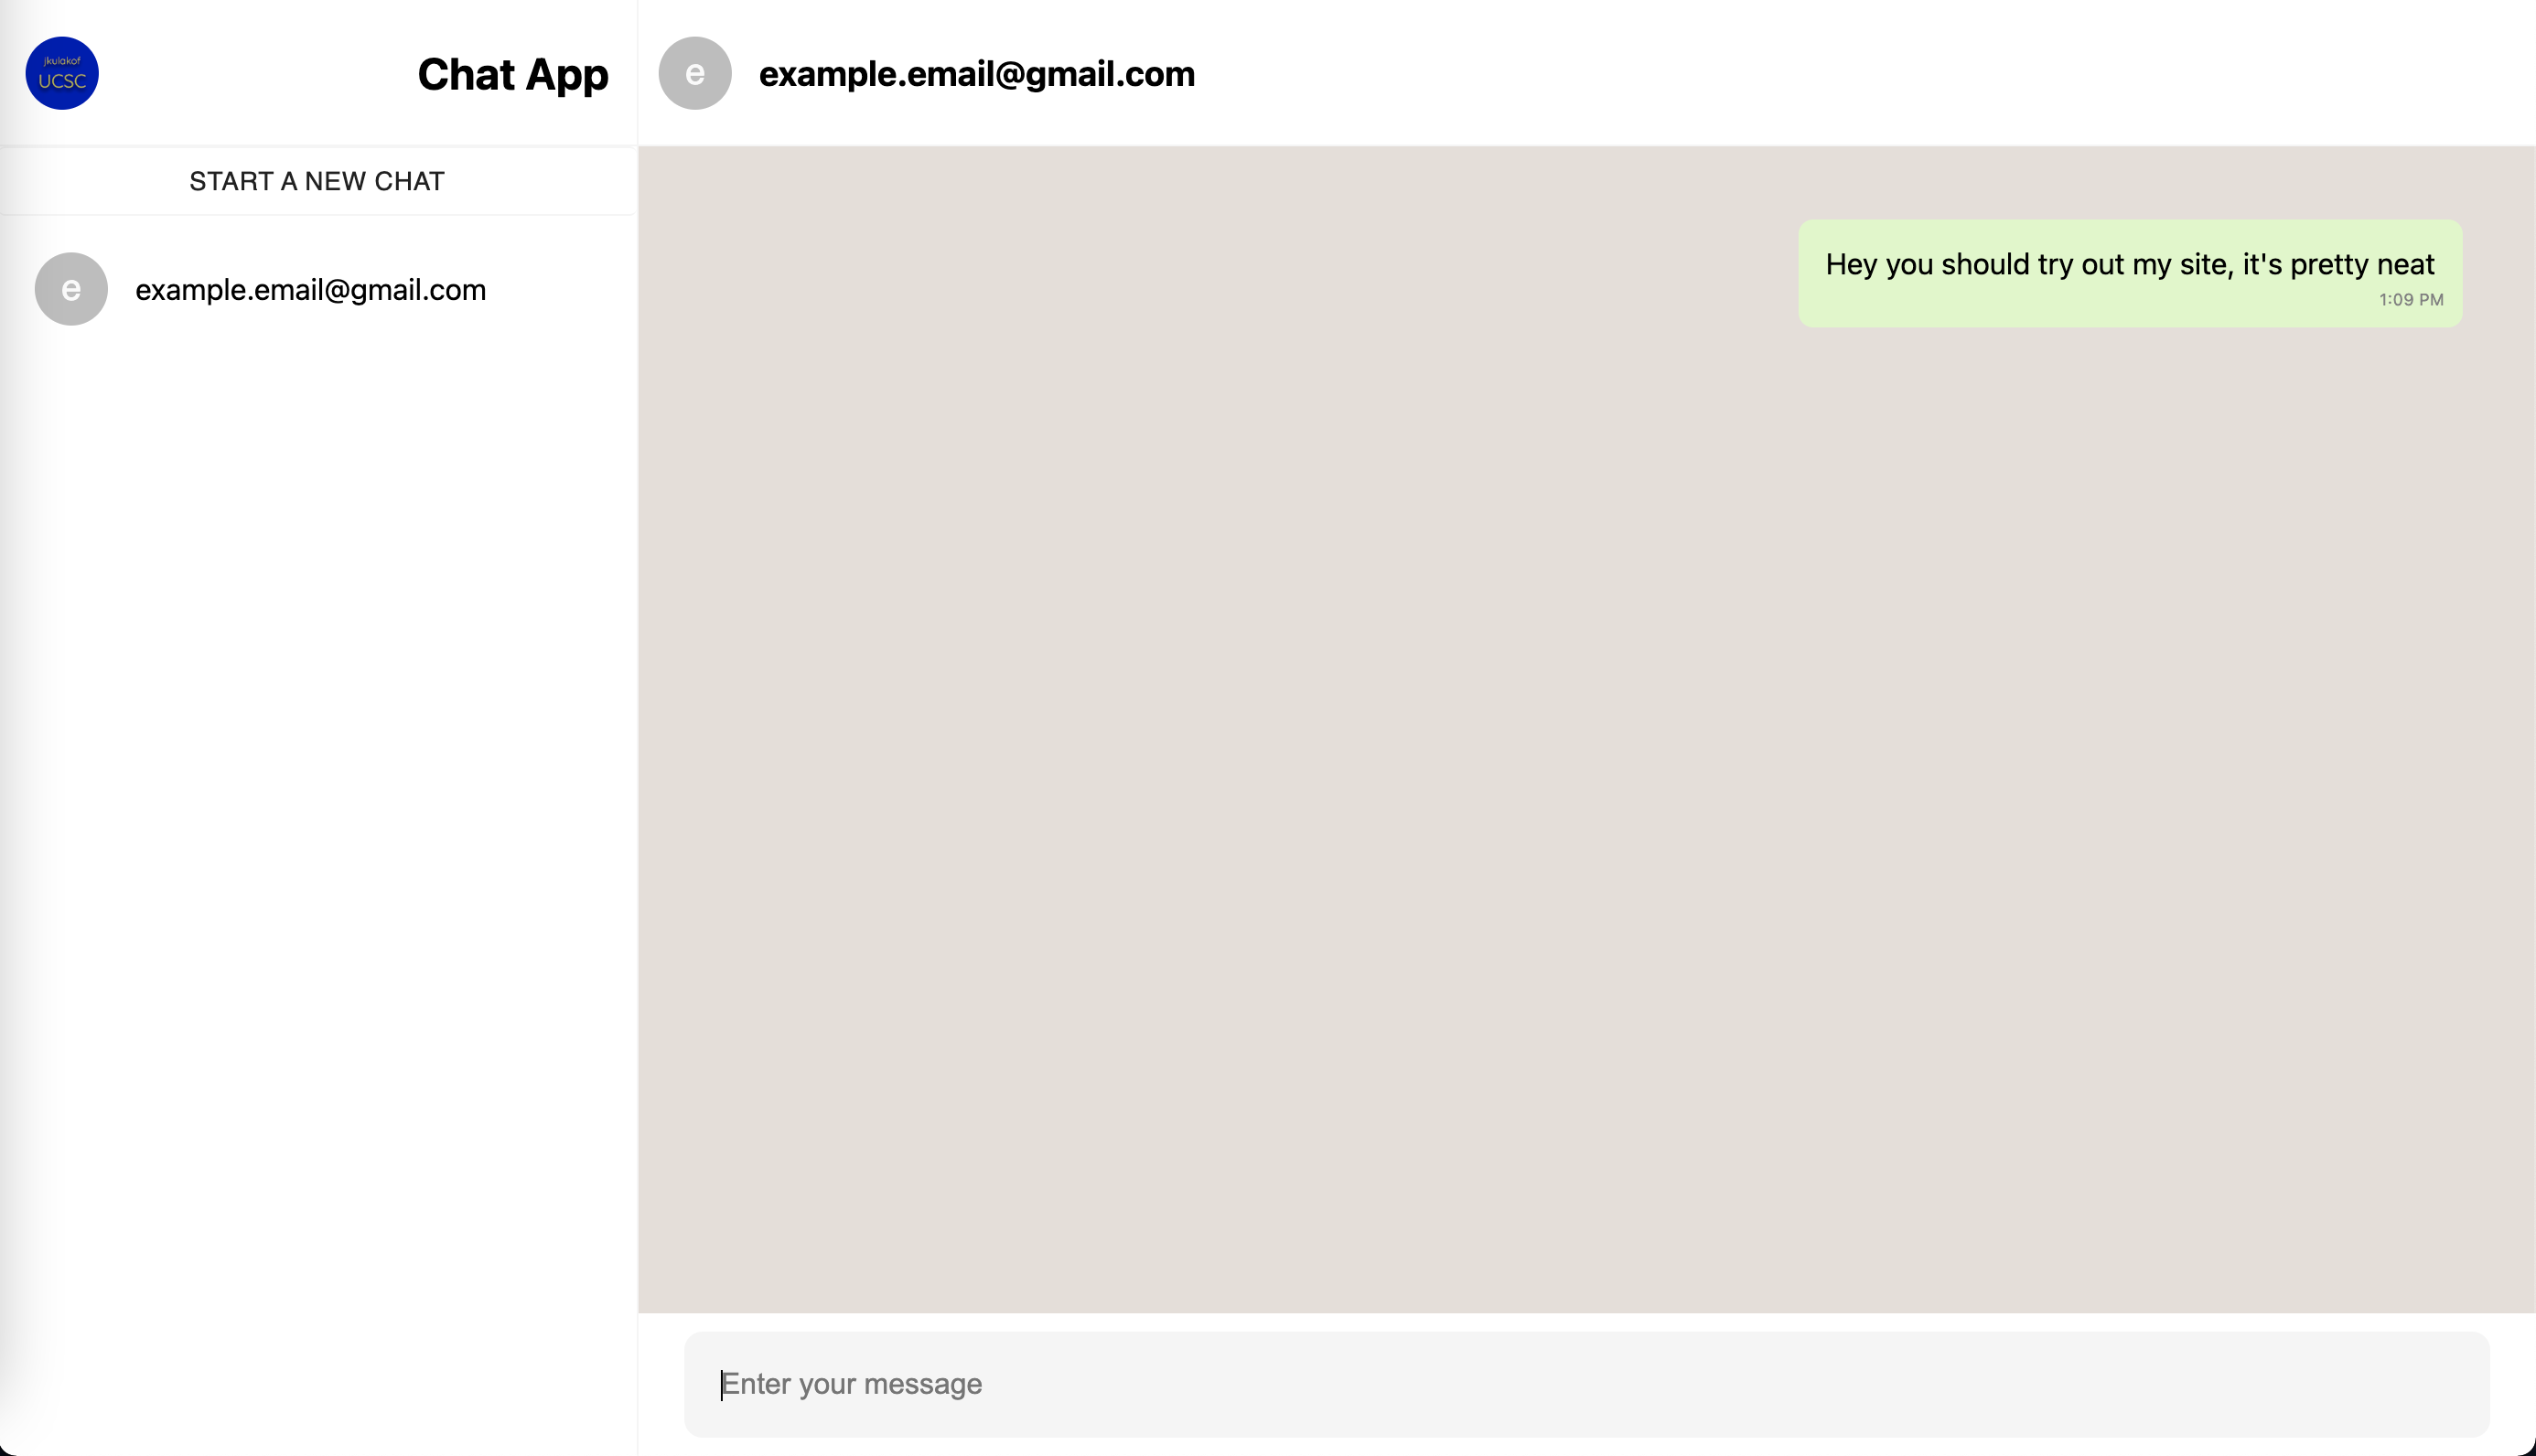 jkulakof
UCSC
Chat App
START A NEW CHAT
e
example.email@gmail.com
e
example.email@gmail.com
Hey you should try out my site, it's pretty neat
1:09 PM
Enter your message